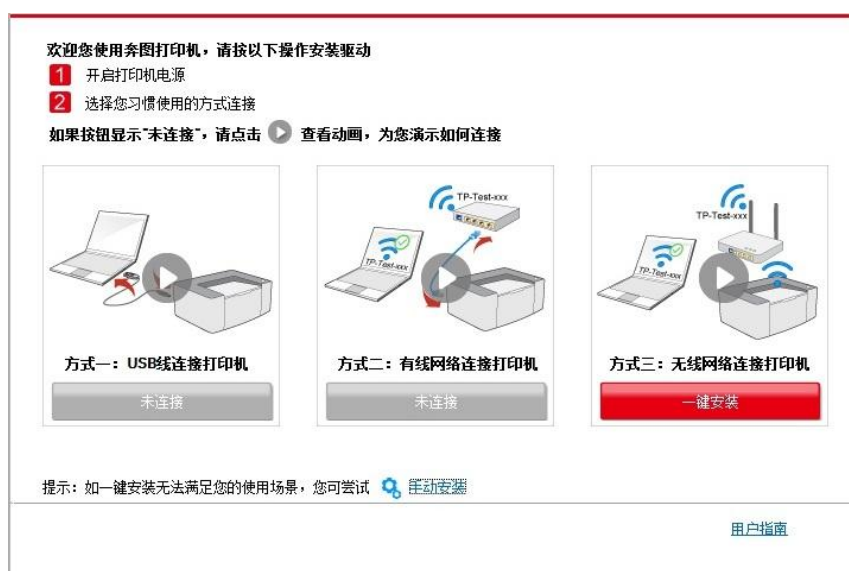 欢迎您使用奔图打印机，请按以下操作安装驱动
1 开启打印机电源
2 选择您习惯使用的方式连接
如果按钮显示"未连接"，请点击 查看动画，为您演示如何连接
TP-Test-xxx
TP-Test-xxx
TP-Test-xxx
TP-Test-xxx
方式一：USB线连接打印机
方式二：有线网络连接打印机
方式三：无线网络连接打印机
未连接
未连接
一键安装
提示：如一键安装无法满足您的使用场景，您可尝试 手动安装
用户指南